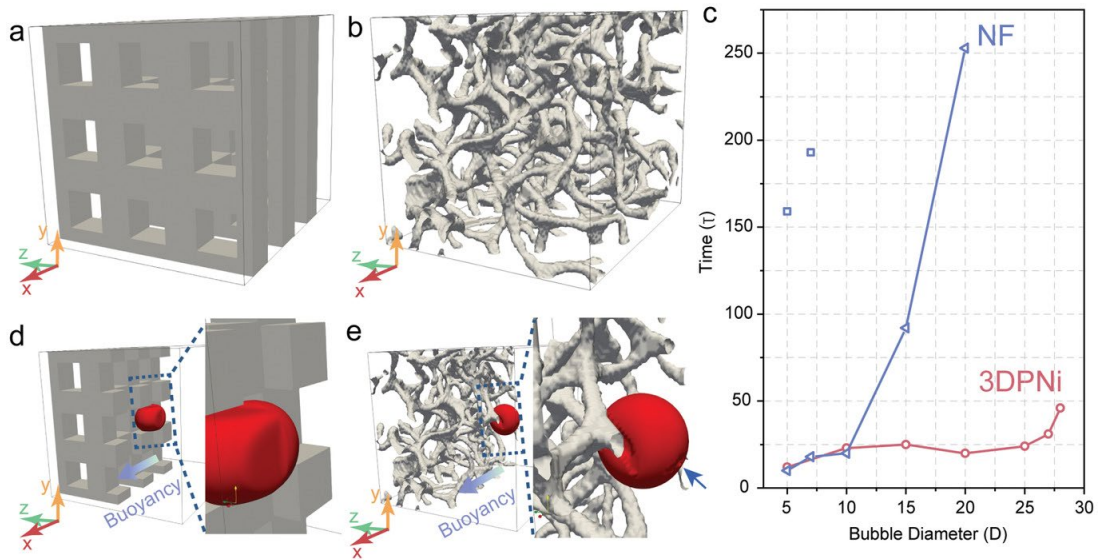 a
y
z
x
b
y
z
x
c
250
200
150
100
50
0
5
10
15
20
25
30
Time (τ)
Bubble Diameter (D)
NF
3DPNi
d
Buoyancy
y
z
x
e
Buoyancy
y
z
x